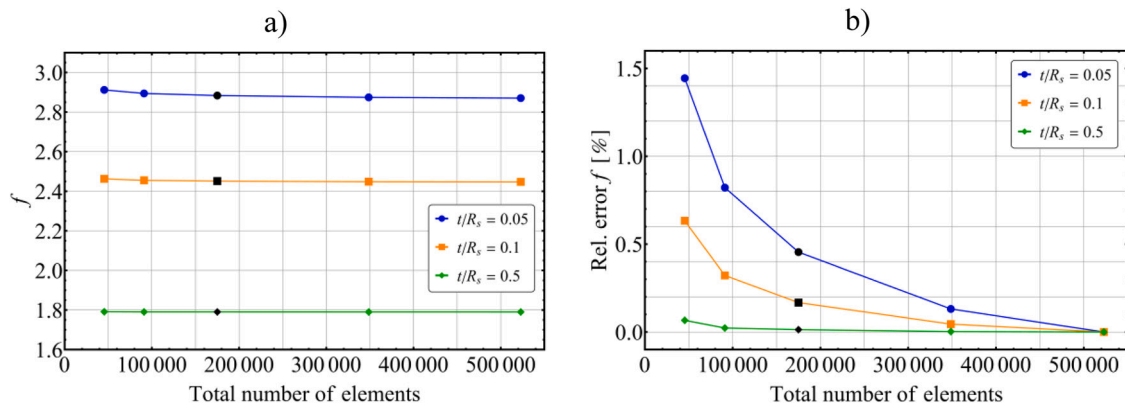 a)
3.0
2.8
2.6
2.4
2.2
2.0
1.8
1.6
f
0 100 000 200 000 300 000 400 000 500 000
Total number of elements
t/Rs = 0.05
t/Rs = 0.1
t/Rs = 0.5
b)
1.5
1.0
0.5
0.0
Rel. error f [%]
0 100 000 200 000 300 000 400 000 500 000
Total number of elements
t/Rs = 0.05
t/Rs = 0.1
t/Rs = 0.5